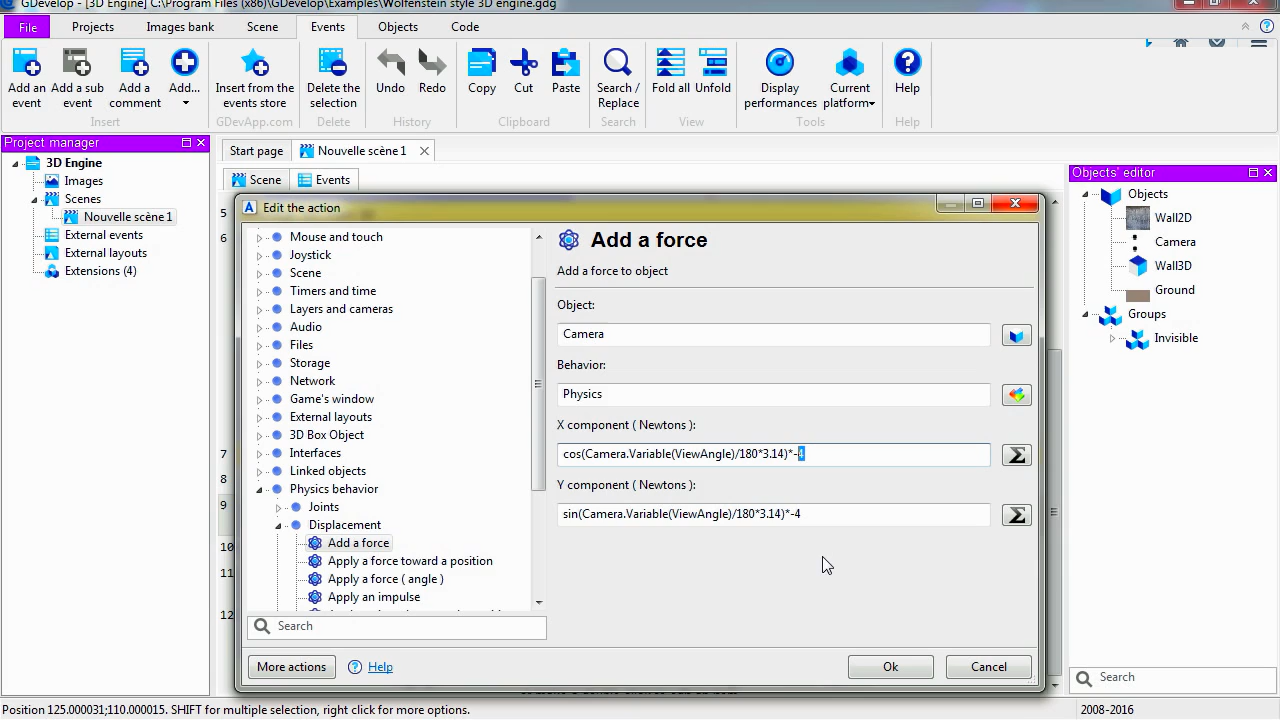 GDevelop - [3D Engine] C:\Program Files (x86)\GDevelop\Examples\Wolfenstein style 3D engine.gdg
File Projects Images bank Scene Events Objects Code
Add an event
Add a sub event
Add a comment
Add...
Insert from the events store
Delete the selection
Undo
Redo
Copy
Cut
Paste
Search / Replace
Fold all
Unfold
Display performances
Current platform
Help
Insert GDevApp.com Delete History Clipboard Search View Tools Help
Project manager
3D Engine
Images
Scenes
Nouvelle scène 1
External events
External layouts
Extensions (4)
Start page Nouvelle scène 1
Scene Events
5
6
7
8
9
10
11
12
Edit the action
Mouse and touch
Joystick
Scene
Timers and time
Layers and cameras
Audio
Files
Storage
Network
Game's window
External layouts
3D Box Object
Interfaces
Linked objects
Physics behavior
Joints
Displacement
Add a force
Apply a force toward a position
Apply a force ( angle )
Apply an impulse
Search
Add a force
Add a force to object
Object:
Camera
Behavior:
Physics
X component ( Newtons ):
cos(Camera.Variable(ViewAngle)/180*3.14)*-4
Y component ( Newtons ):
sin(Camera.Variable(ViewAngle)/180*3.14)*-4
More actions Help Ok Cancel
Objects' editor
Objects
Wall2D
Camera
Wall3D
Ground
Groups
Invisible
Search
Position 125.000031;110.000015. SHIFT for multiple selection, right click for more options.
2008-2016